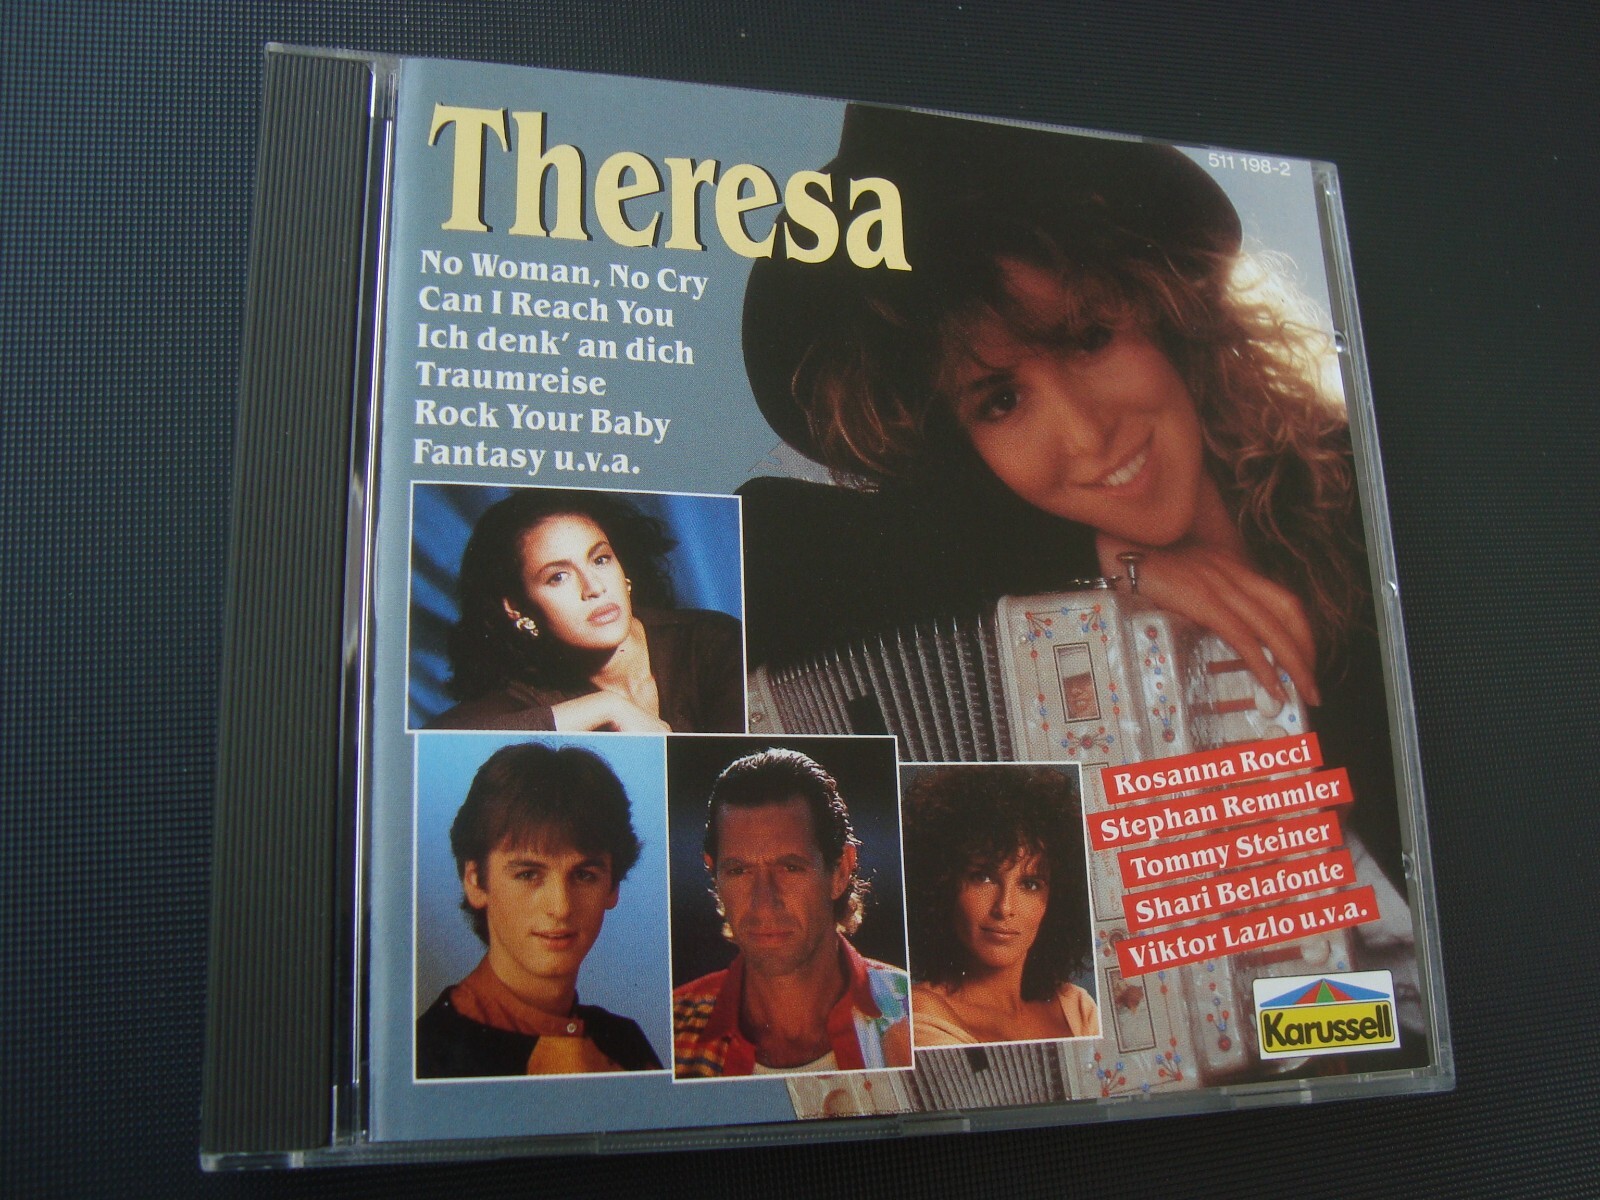 Theresa
511 198-2
No Woman, No Cry
Can I Reach You
Ich denk' an dich
Traumreise
Rock Your Baby
Fantasy u.v.a.
Rosanna Rocci
Stephan Remmler
Tommy Steiner
Shari Belafonte
Viktor Lazlo u.v.a.
Karussell